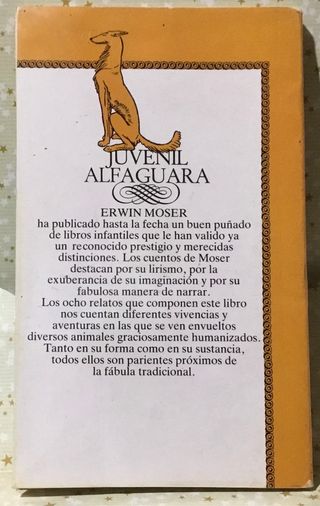 JUVENIL
ALFAGUARA
ERWIN MOSER
ha publicado hasta la fecha un buen puñado
de libros infantiles que le han valido ya
un reconocido prestigio y merecidas
distinciones. Los cuentos de Moser
destacan por su lirismo, por la
exuberancia de su imaginación y por su
fabulosa manera de narrar.
Los ocho relatos que componen este libro
nos cuentan diferentes vivencias y
aventuras en las que se ven envueltos
diversos animales graciosamente humanizados.
Tanto en su forma como en su sustancia,
todos ellos son parientes próximos de
la fábula tradicional.